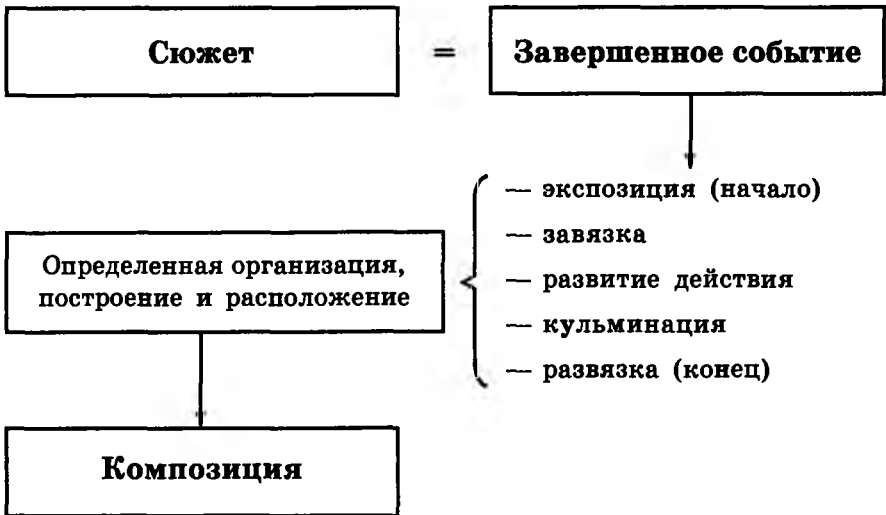 Сюжет = Завершенное событие
— экспозиция (начало)
— завязка
— развитие действия
— кульминация
— развязка (конец)
Определенная организация,
построение и расположение
Композиция